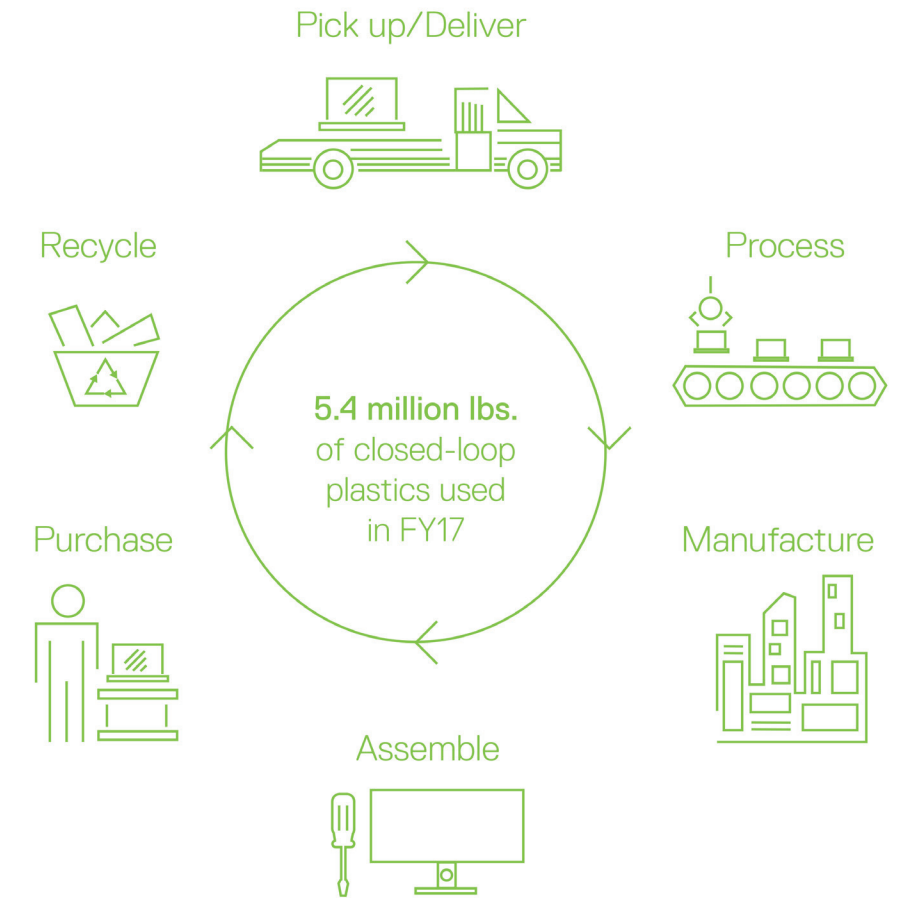 Pick up/Deliver
Recycle
Process
5.4 million lbs.
of closed-loop
plastics used
in FY17
Purchase
Manufacture
Assemble